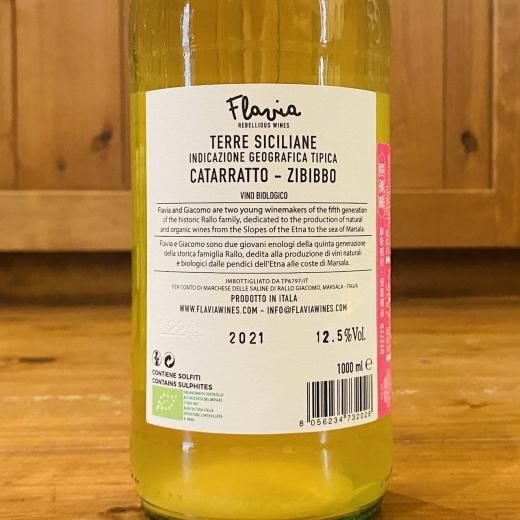 Flavia
REBELLIOUS WINES
TERRE SICILIANE
INDICAZIONE GEOGRAFICA TIPICA
CATARRATTO - ZIBIBBO
VINO BIOLOGICO
Flavia and Giacomo are two young winemakers of the fifth generation
of the historic Rallo family, dedicated to the production of natural
and organic wines from the Slopes of the Etna to the sea of Marsala.
Flavia e Giacomo sono due giovani enologi della quinta generazione
della storica famiglia Rallo, dedita alla produzione di vini naturali
e biologici dalle pendici dell'Etna alle coste di Marsala.
IMBOTTIGLIATO DA TP6797/IT
PER CONTO DI MARCHESE DELLE SALINE DI RALLO GIACOMO, MARSALA - ITALIA
PRODOTTO IN ITALIA
WWW.FLAVIAWINES.COM - INFO@FLAVIAWINES.COM
2021 12.5%Vol.
1000 ml e
CONTIENE SOLFITI
CONTAINS SULPHITES
8 056234 732028